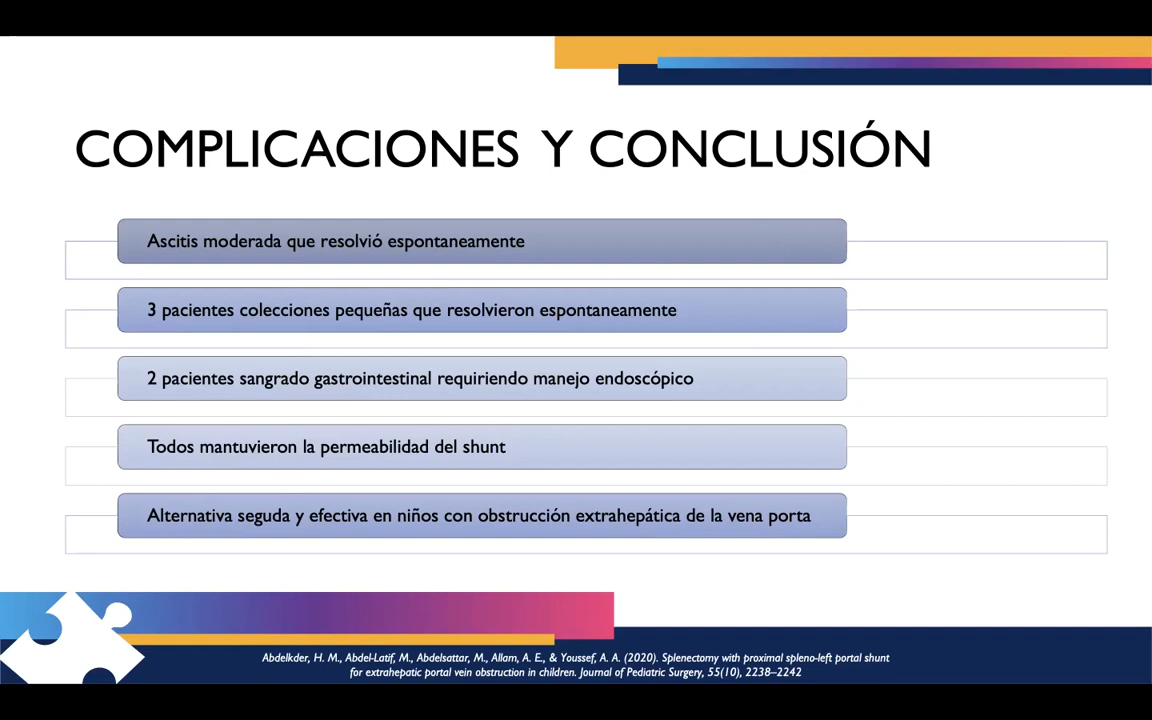 COMPLICACIONES Y CONCLUSIÓN
Ascitis moderada que resolvió espontaneamente
3 pacientes colecciones pequeñas que resolvieron espontaneamente
2 pacientes sangrado gastrointestinal requiriendo manejo endoscópico
Todos mantuvieron la permeabilidad del shunt
Alternativa seguda y efectiva en niños con obstrucción extrahepática de la vena porta
Abdelkder, H. M., Abdel-Latif, M., Abdelsattar, M., Allam, A. E., & Youssef, A. A. (2020). Splenectomy with proximal spleno-left portal shunt
for extrahepatic portal vein obstruction in children. Journal of Pediatric Surgery, 55(10), 2238–2242